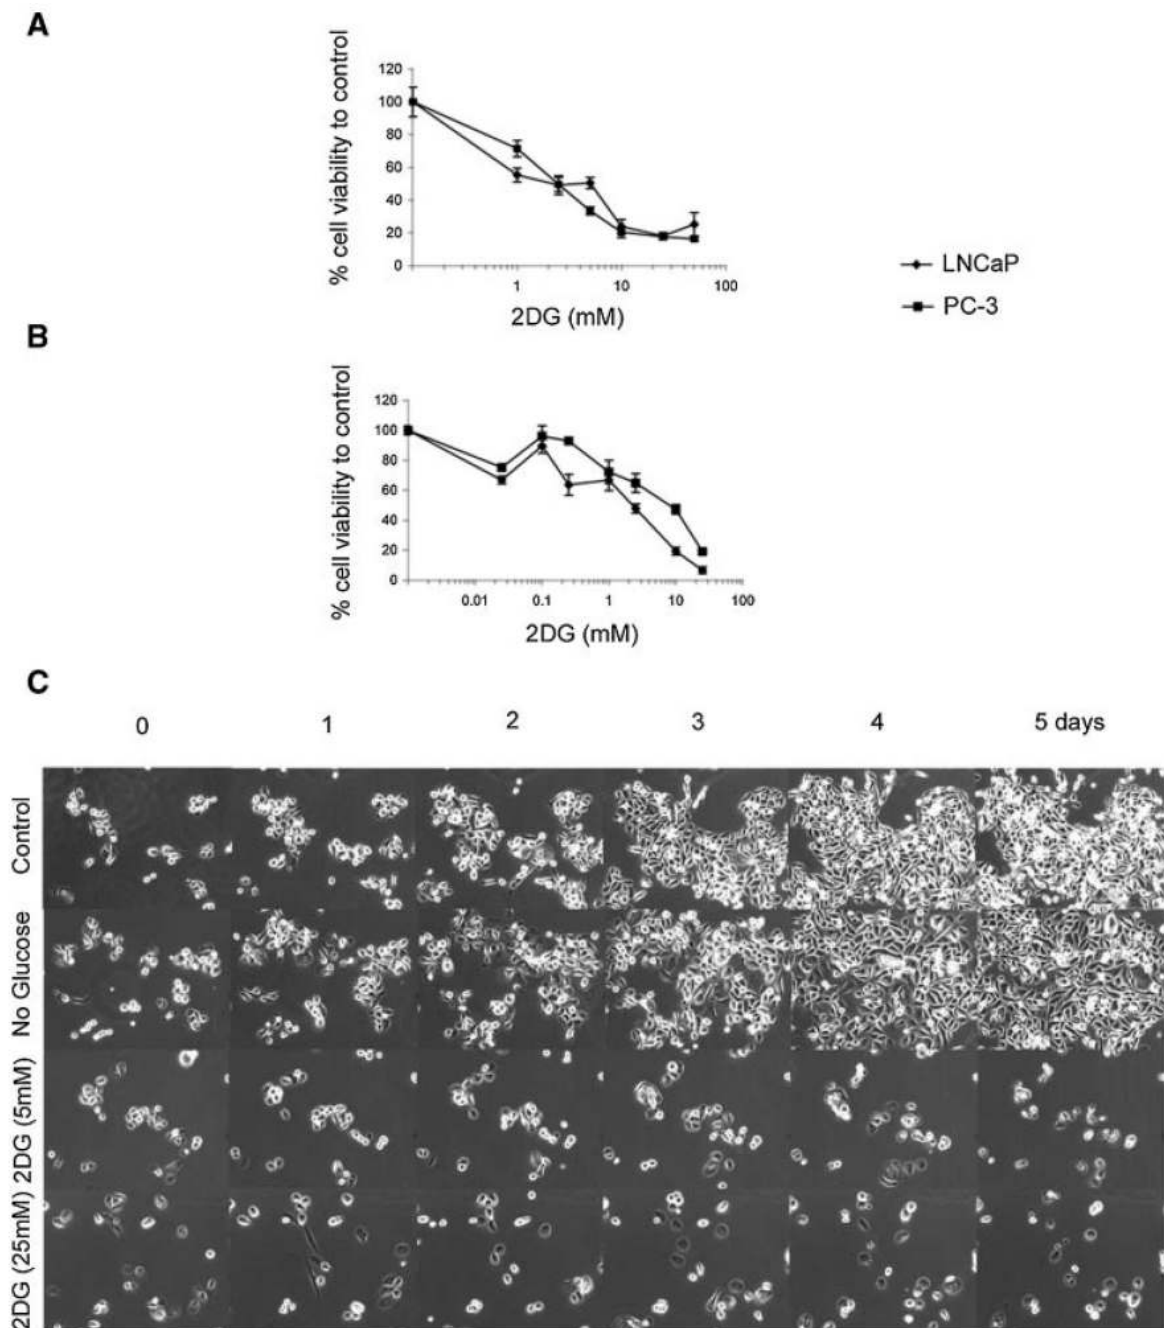 A
% cell viability to control
120
100
80
60
40
20
0
1
10
100
2DG (mM)
LNCaP
PC-3
B
% cell viability to control
120
100
80
60
40
20
0
0.01
0.1
1
10
100
2DG (mM)
C
0
1
2
3
4
5 days
Control
No Glucose
2DG (5mM)
2DG (25mM)